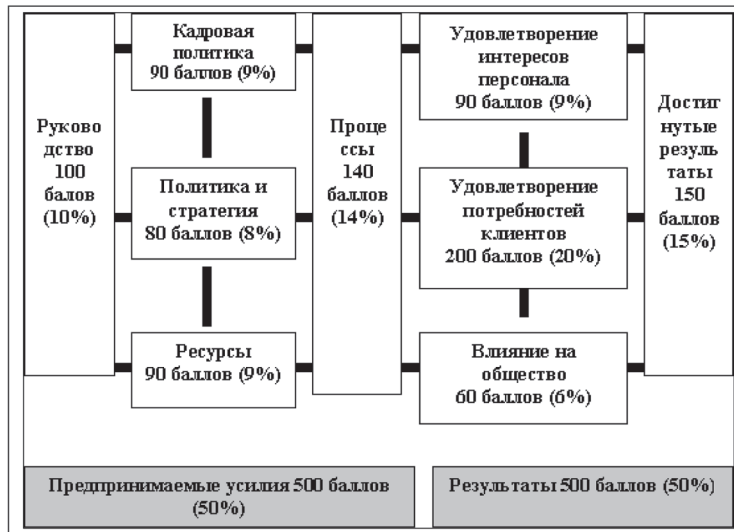 Руково
дство
100
балов
(10%)
Кадровая
политика
90 баллов (9%)
Политика и
стратегия
80 баллов (8%)
Ресурсы
90 баллов (9%)
Проце
ссы
140
баллов
(14%)
Удовлетворение
интересов
персонала
90 баллов (9%)
Удовлетворение
потребностей
клиентов
200 баллов (20%)
Влияние на
общество
60 баллов (6%)
Достиг
нутые
резуль
таты
150
баллов
(15%)
Предпринимаемые усилия 500 баллов
(50%)
Результаты 500 баллов (50%)